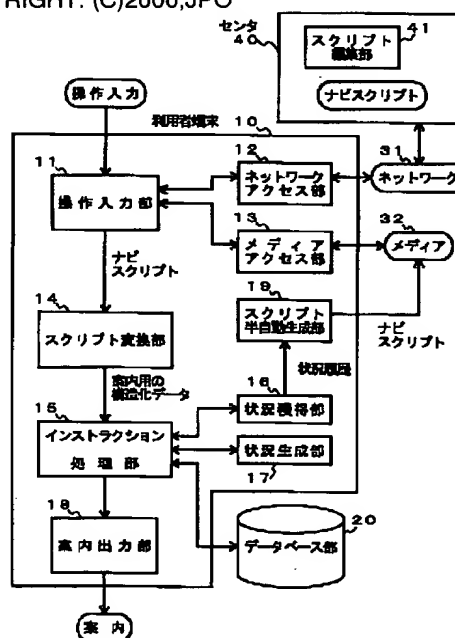 RIGHT: (C)2000,JPO
センタ
40
スクリプト
編集部
41
ナビスクリプト
操作入力
利用者端末
10
11
操作入力部
12
ネットワーク
アクセス部
31
ネットワーク
13
メディア
アクセス部
32
メディア
ナビ
スクリプト
19
スクリプト
半自動生成部
ナビ
スクリプト
14
スクリプト変換部
状況履歴
案内用の
構造化データ
16
状況獲得部
15
インストラクション
処理部
状況生成部
17
18
案内出力部
20
データベース部
案内